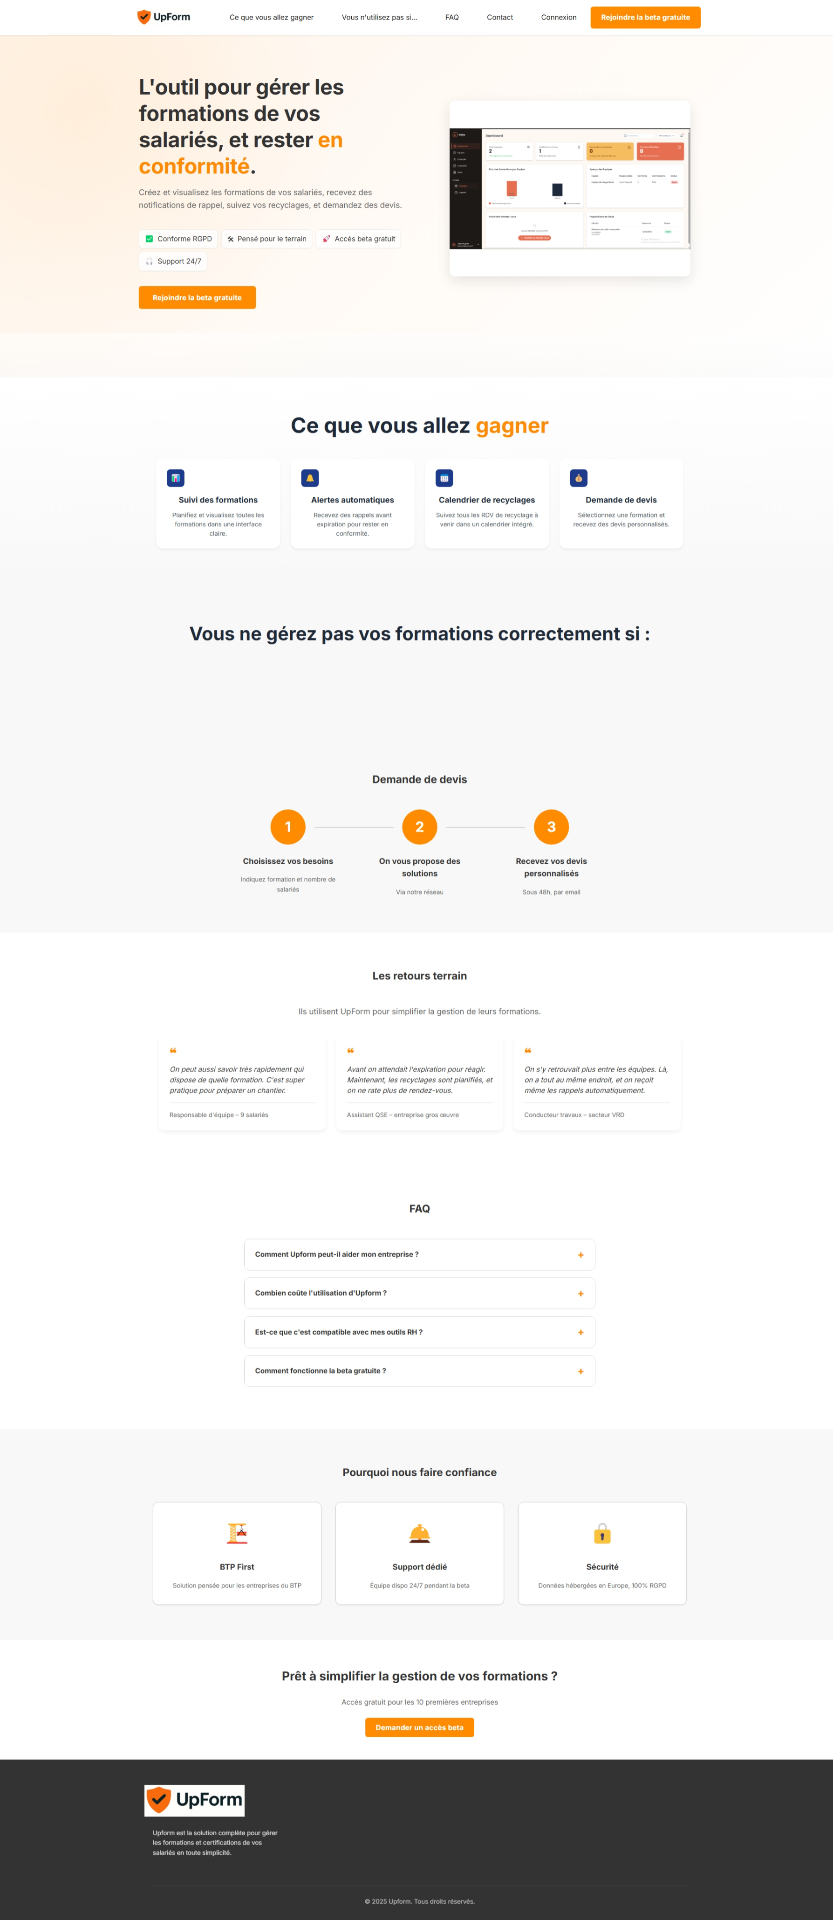 UpForm
Ce que vous allez gagner
Vous n'utilisez pas si...
FAQ
Contact
Connexion
Rejoindre la beta gratuite
L'outil pour gérer les
formations de vos
salariés, et rester en
conformité.
Créez et visualisez les formations de vos salariés, recevez des
notifications de rappel, suivez vos recyclages, et demandez des devis.
Conforme RGPD
Pensé pour le terrain
Accès beta gratuit
Support 24/7
Rejoindre la beta gratuite
Dashboard
Ce que vous allez gagner
Suivi des formations
Planifiez et visualisez toutes les
formations dans une interface
claire.
Alertes automatiques
Recevez des rappels avant
expiration pour rester en
conformité.
Calendrier de recyclages
Suivez tous les RDV de recyclage à
venir dans un calendrier intégré.
Demande de devis
Sélectionnez une formation et
recevez des devis personnalisés.
Vous ne gérez pas vos formations correctement si :
Demande de devis
1
Choisissez vos besoins
Indiquez formation et nombre de
salariés
2
On vous propose des
solutions
Via notre réseau
3
Recevez vos devis
personnalisés
Sous 48h, par email
Les retours terrain
Ils utilisent UpForm pour simplifier la gestion de leurs formations.
❝
On peut aussi savoir très rapidement qui
dispose de quelle formation. C'est super
pratique pour préparer un chantier.
Responsable d'équipe – 9 salariés
❝
Avant on attendait l'expiration pour réagir.
Maintenant, les recyclages sont planifiés, et
on ne rate plus de rendez-vous.
Assistant QSE – entreprise gros œuvre
❝
On s'y retrouvait plus entre les équipes. Là,
on a tout au même endroit, et on reçoit
même les rappels automatiquement.
Conducteur travaux – secteur VRD
FAQ
Comment Upform peut-il aider mon entreprise ? +
Combien coûte l'utilisation d'Upform ? +
Est-ce que c'est compatible avec mes outils RH ? +
Comment fonctionne la beta gratuite ? +
Pourquoi nous faire confiance
BTP First
Solution pensée pour les entreprises du BTP
Support dédié
Équipe dispo 24/7 pendant la beta
Sécurité
Données hébergées en Europe, 100% RGPD
Prêt à simplifier la gestion de vos formations ?
Accès gratuit pour les 10 premières entreprises
Demander un accès beta
UpForm
Upform est la solution complète pour gérer
les formations et certifications de vos
salariés en toute simplicité.
© 2025 Upform. Tous droits réservés.